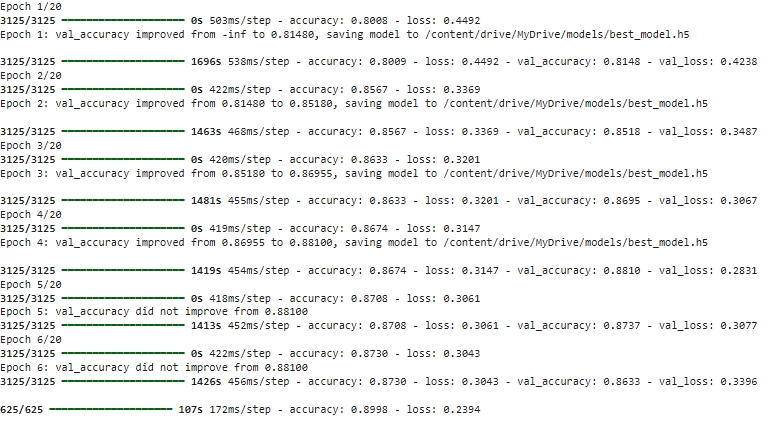 Epoch 1/20
3125/3125 ━━━━━━━━━━━━━━━━━━━━ 0s 503ms/step - accuracy: 0.8008 - loss: 0.4492
Epoch 1: val_accuracy improved from -inf to 0.81480, saving model to /content/drive/MyDrive/models/best_model.h5
3125/3125 ━━━━━━━━━━━━━━━━━━━━ 1696s 538ms/step - accuracy: 0.8009 - loss: 0.4492 - val_accuracy: 0.8148 - val_loss: 0.4238
Epoch 2/20
3125/3125 ━━━━━━━━━━━━━━━━━━━━ 0s 422ms/step - accuracy: 0.8567 - loss: 0.3369
Epoch 2: val_accuracy improved from 0.81480 to 0.85180, saving model to /content/drive/MyDrive/models/best_model.h5
3125/3125 ━━━━━━━━━━━━━━━━━━━━ 1463s 468ms/step - accuracy: 0.8567 - loss: 0.3369 - val_accuracy: 0.8518 - val_loss: 0.3487
Epoch 3/20
3125/3125 ━━━━━━━━━━━━━━━━━━━━ 0s 420ms/step - accuracy: 0.8633 - loss: 0.3201
Epoch 3: val_accuracy improved from 0.85180 to 0.86955, saving model to /content/drive/MyDrive/models/best_model.h5
3125/3125 ━━━━━━━━━━━━━━━━━━━━ 1481s 455ms/step - accuracy: 0.8633 - loss: 0.3201 - val_accuracy: 0.8695 - val_loss: 0.3067
Epoch 4/20
3125/3125 ━━━━━━━━━━━━━━━━━━━━ 0s 419ms/step - accuracy: 0.8674 - loss: 0.3147
Epoch 4: val_accuracy improved from 0.86955 to 0.88100, saving model to /content/drive/MyDrive/models/best_model.h5
3125/3125 ━━━━━━━━━━━━━━━━━━━━ 1419s 454ms/step - accuracy: 0.8674 - loss: 0.3147 - val_accuracy: 0.8810 - val_loss: 0.2831
Epoch 5/20
3125/3125 ━━━━━━━━━━━━━━━━━━━━ 0s 418ms/step - accuracy: 0.8708 - loss: 0.3061
Epoch 5: val_accuracy did not improve from 0.88100
3125/3125 ━━━━━━━━━━━━━━━━━━━━ 1413s 452ms/step - accuracy: 0.8708 - loss: 0.3061 - val_accuracy: 0.8737 - val_loss: 0.3077
Epoch 6/20
3125/3125 ━━━━━━━━━━━━━━━━━━━━ 0s 422ms/step - accuracy: 0.8730 - loss: 0.3043
Epoch 6: val_accuracy did not improve from 0.88100
3125/3125 ━━━━━━━━━━━━━━━━━━━━ 1426s 456ms/step - accuracy: 0.8730 - loss: 0.3043 - val_accuracy: 0.8633 - val_loss: 0.3396
625/625 ━━━━━━━━━━━━━━━━━━━━ 107s 172ms/step - accuracy: 0.8998 - loss: 0.2394